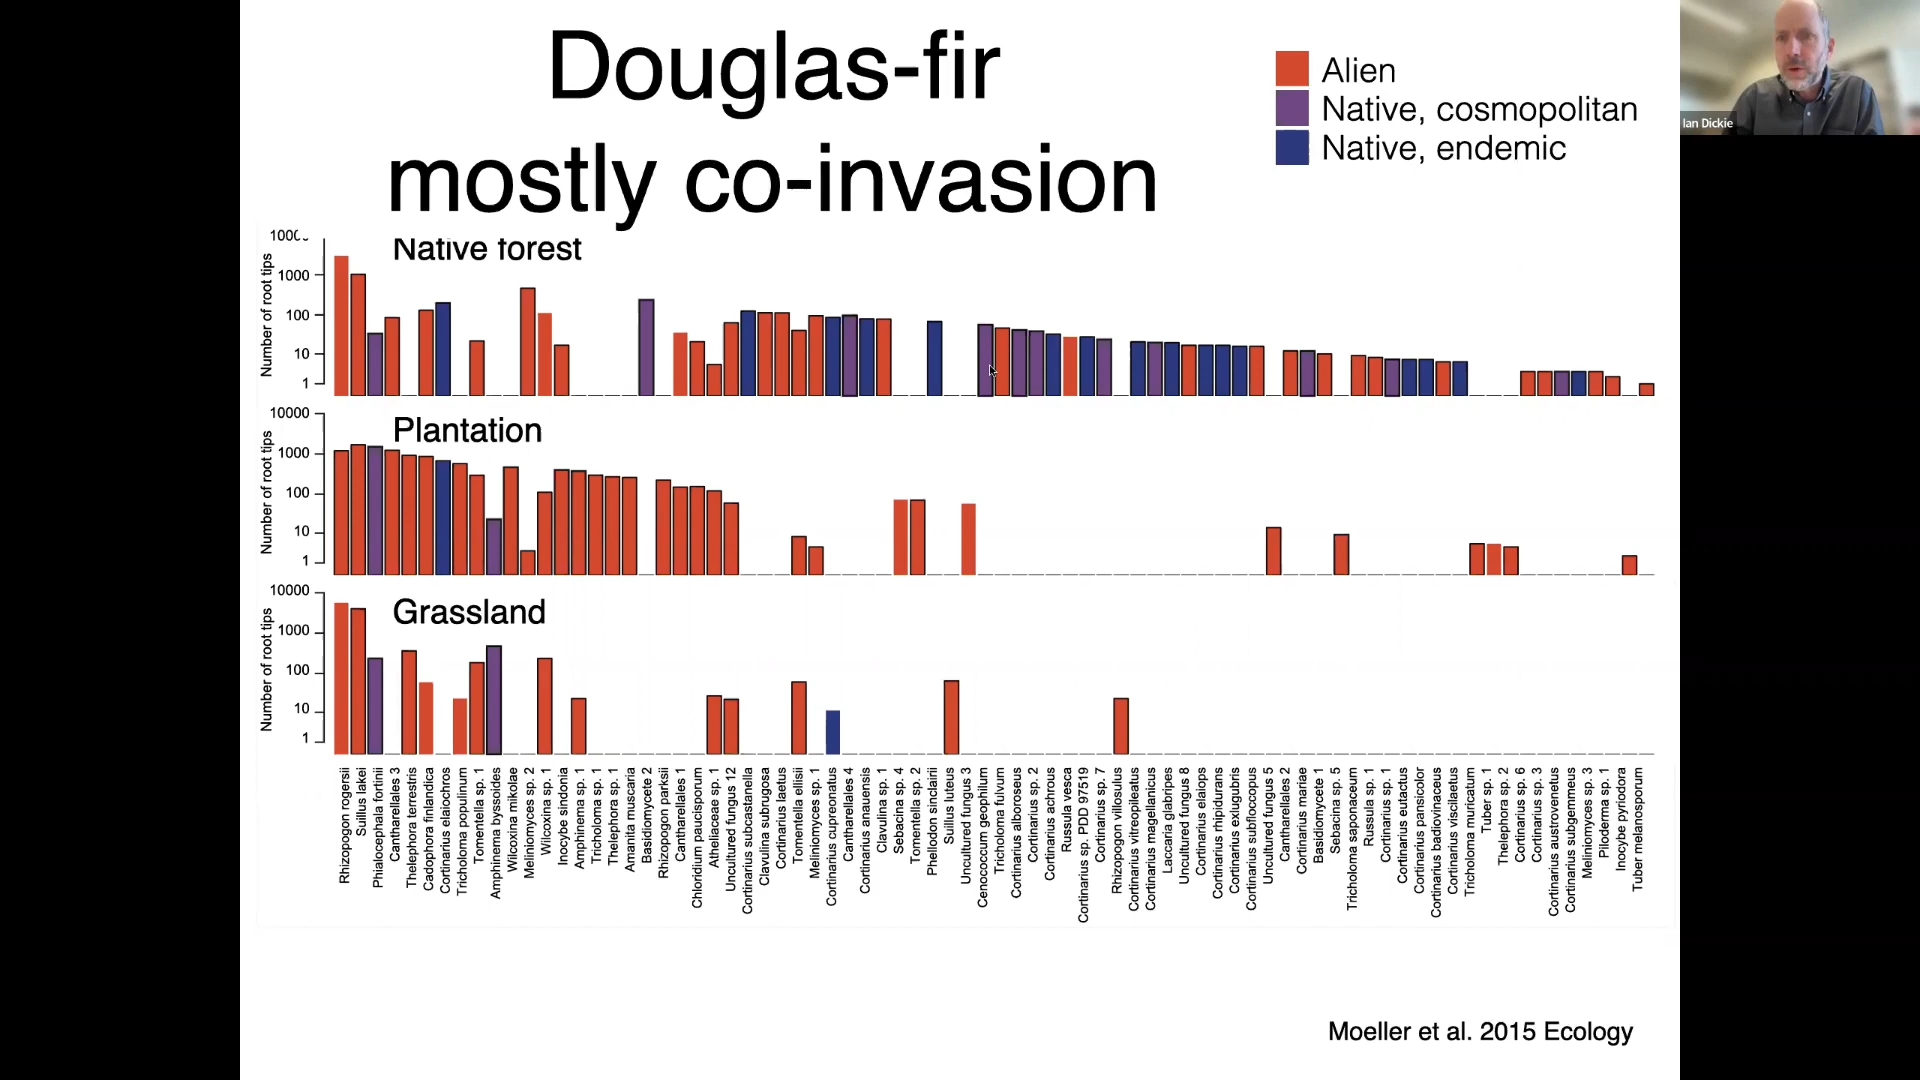 Douglas-fir
mostly co-invasion
Alien
Native, cosmopolitan
Native, endemic
Ian Dickie
Native forest
Number of root tips
1000
1000
100
10
1
Plantation
Number of root tips
10000
1000
100
10
1
Grassland
Number of root tips
10000
1000
100
10
1
Rhizopogon rogersii
Suillus lakei
Phialocephala fortinii
Cantharellales 3
Thelephora terrestris
Cadophora finlandica
Cortinarius elaiochros
Tricholoma populinum
Tomentella sp. 1
Amphinema byssoides
Wilcoxina mikolae
Meliniomyces sp. 2
Wilcoxina sp. 1
Inocybe sindonia
Amphinema sp. 1
Tricholoma sp. 1
Thelephora sp. 1
Amanita muscaria
Basidiomycete 2
Rhizopogon parksii
Cantharellales 1
Chloridium paucisporum
Atheliaceae sp. 1
Uncultured fungus 12
Cortinarius subcastanella
Clavulina subrugosa
Cortinarius laetus
Tomentella ellisii
Meliniomyces sp. 1
Cortinarius cupreonatus
Cantharellales 4
Cortinarius anauensis
Clavulina sp. 1
Sebacina sp. 4
Tomentella sp. 2
Phellodon sinclairii
Suillus luteus
Uncultured fungus 3
Cenococcum geophilum
Tricholoma fulvum
Cortinarius alboroseus
Cortinarius sp. 2
Cortinarius achrous
Russula vesca
Cortinarius sp. PDD 97519
Cortinarius sp. 7
Rhizopogon villosulus
Cortinarius vitreopileatus
Cortinarius magellanicus
Laccaria glabripes
Uncultured fungus 8
Cortinarius elaiops
Cortinarius rhipidurans
Cortinarius exlugubris
Cortinarius subfloccopus
Uncultured fungus 5
Cantharellales 2
Cortinarius mariae
Basidiomycete 1
Sebacina sp. 5
Tricholoma saponaceum
Russula sp. 1
Cortinarius sp. 1
Cortinarius eutactus
Cortinarius pansicolor
Cortinarius badiovinaceus
Cortinarius viscilaetus
Tricholoma muricatum
Tuber sp. 1
Thelephora sp. 2
Cortinarius sp. 6
Cortinarius sp. 3
Cortinarius austrovenetus
Cortinarius subgemmeus
Meliniomyces sp. 3
Piloderma sp. 1
Inocybe pyriodora
Tuber melanosporum
Moeller et al. 2015 Ecology